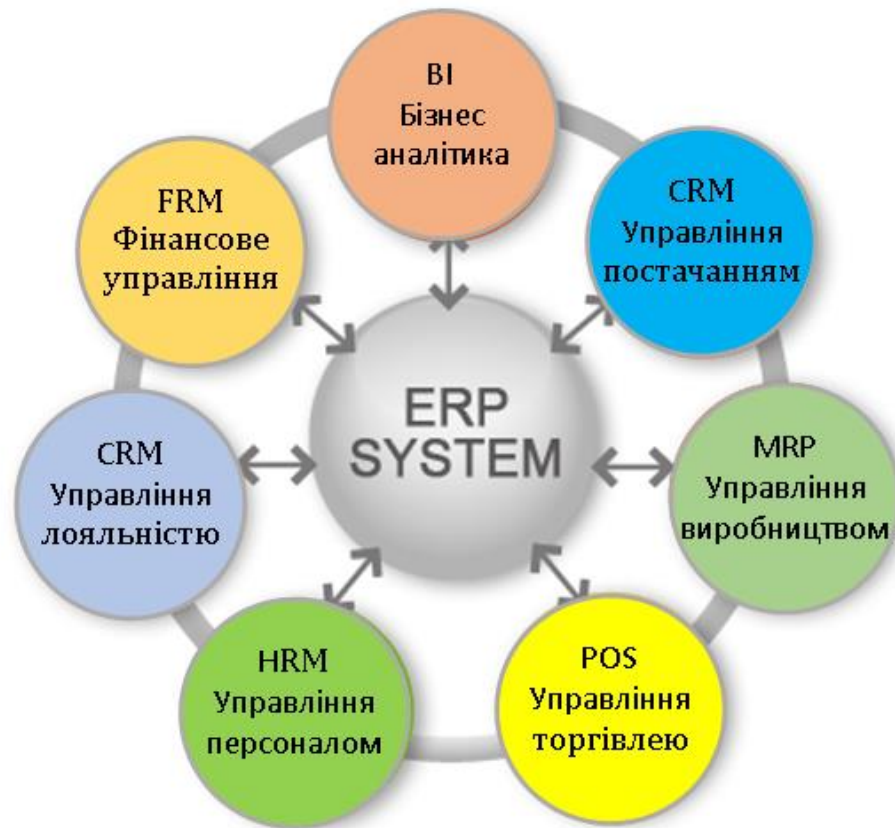 BI
Бізнес
аналітика
FRM
Фінансове
управління
CRM
Управління
постачанням
ERP
SYSTEM
CRM
Управління
лояльністю
MRP
Управління
виробництвом
HRM
Управління
персоналом
POS
Управління
торгівлею